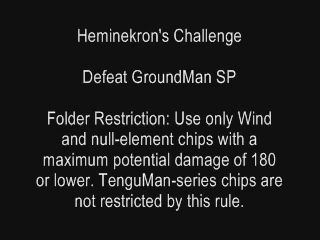 Heminekron's Challenge
Defeat GroundMan SP
Folder Restriction: Use only Wind
and null-element chips with a
maximum potential damage of 180
or lower. TenguMan-series chips are
not restricted by this rule.